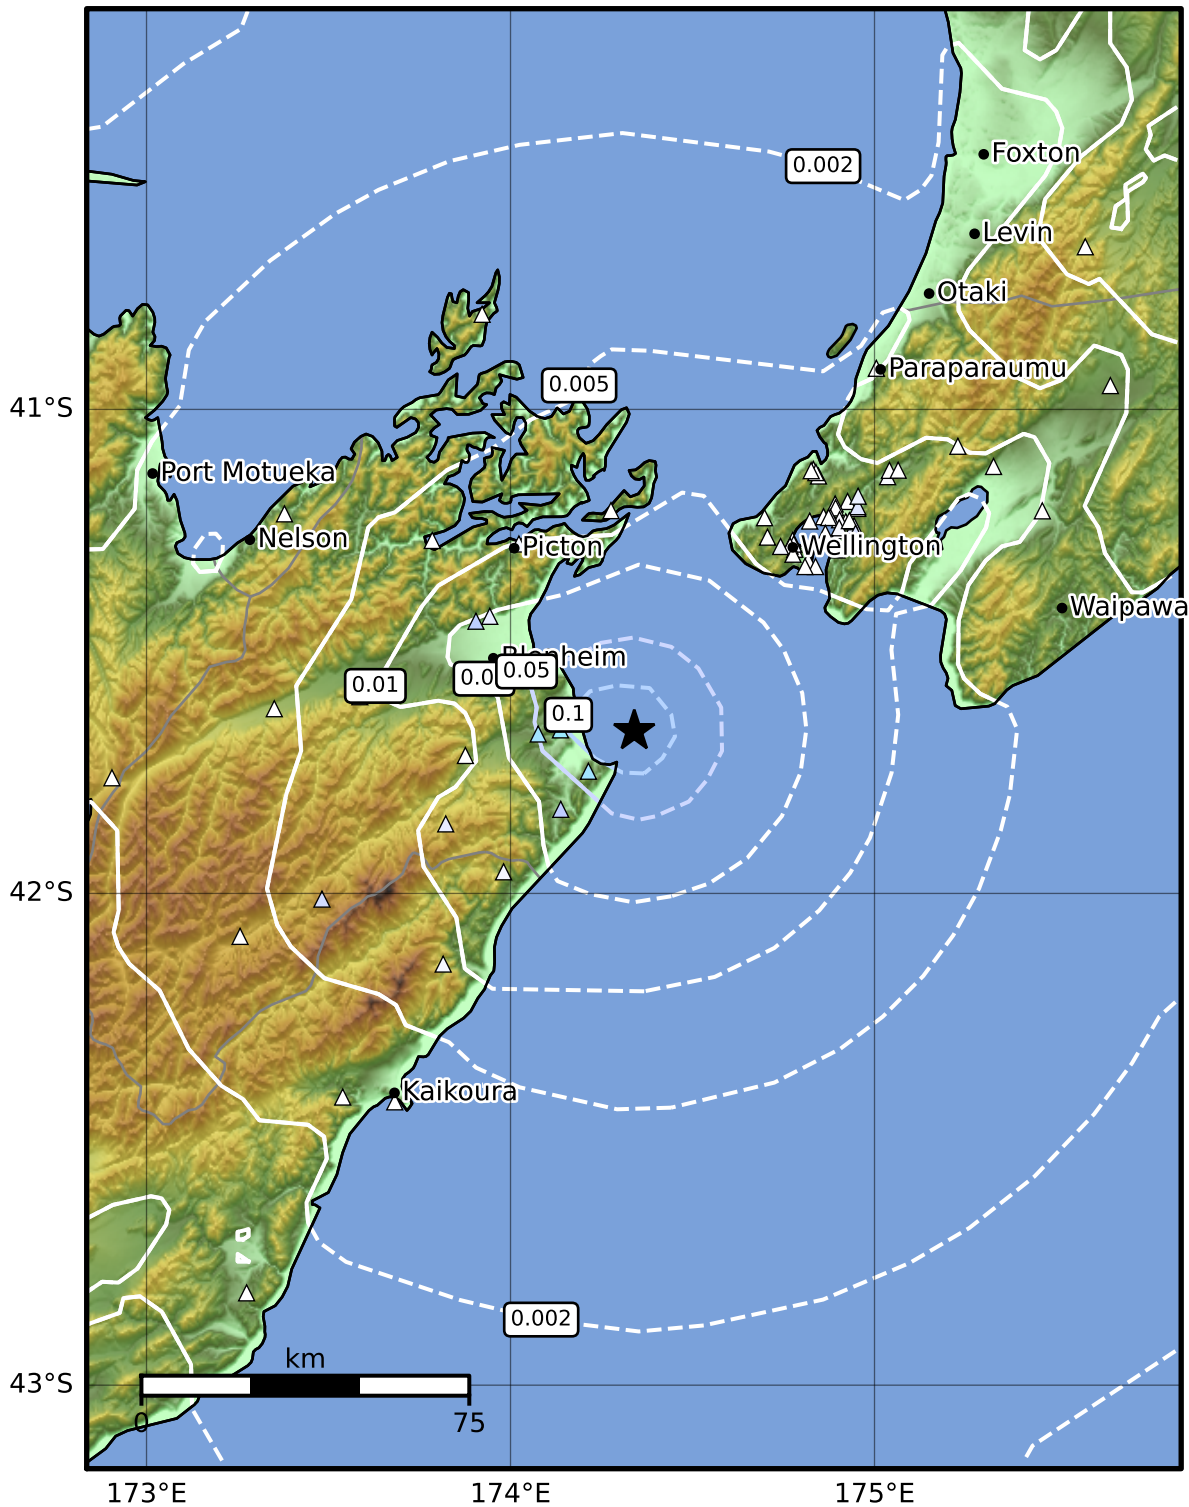 0.002
Foxton
Levin
Otaki
Paraparaumu
0.005
41°S
Port Motueka
Nelson
Picton
Wellington
Waipawa
Blenheim
0.01
0.05
0.1
42°S
Kaikoura
0.002
km
0
75
43°S
173°E
174°E
175°E